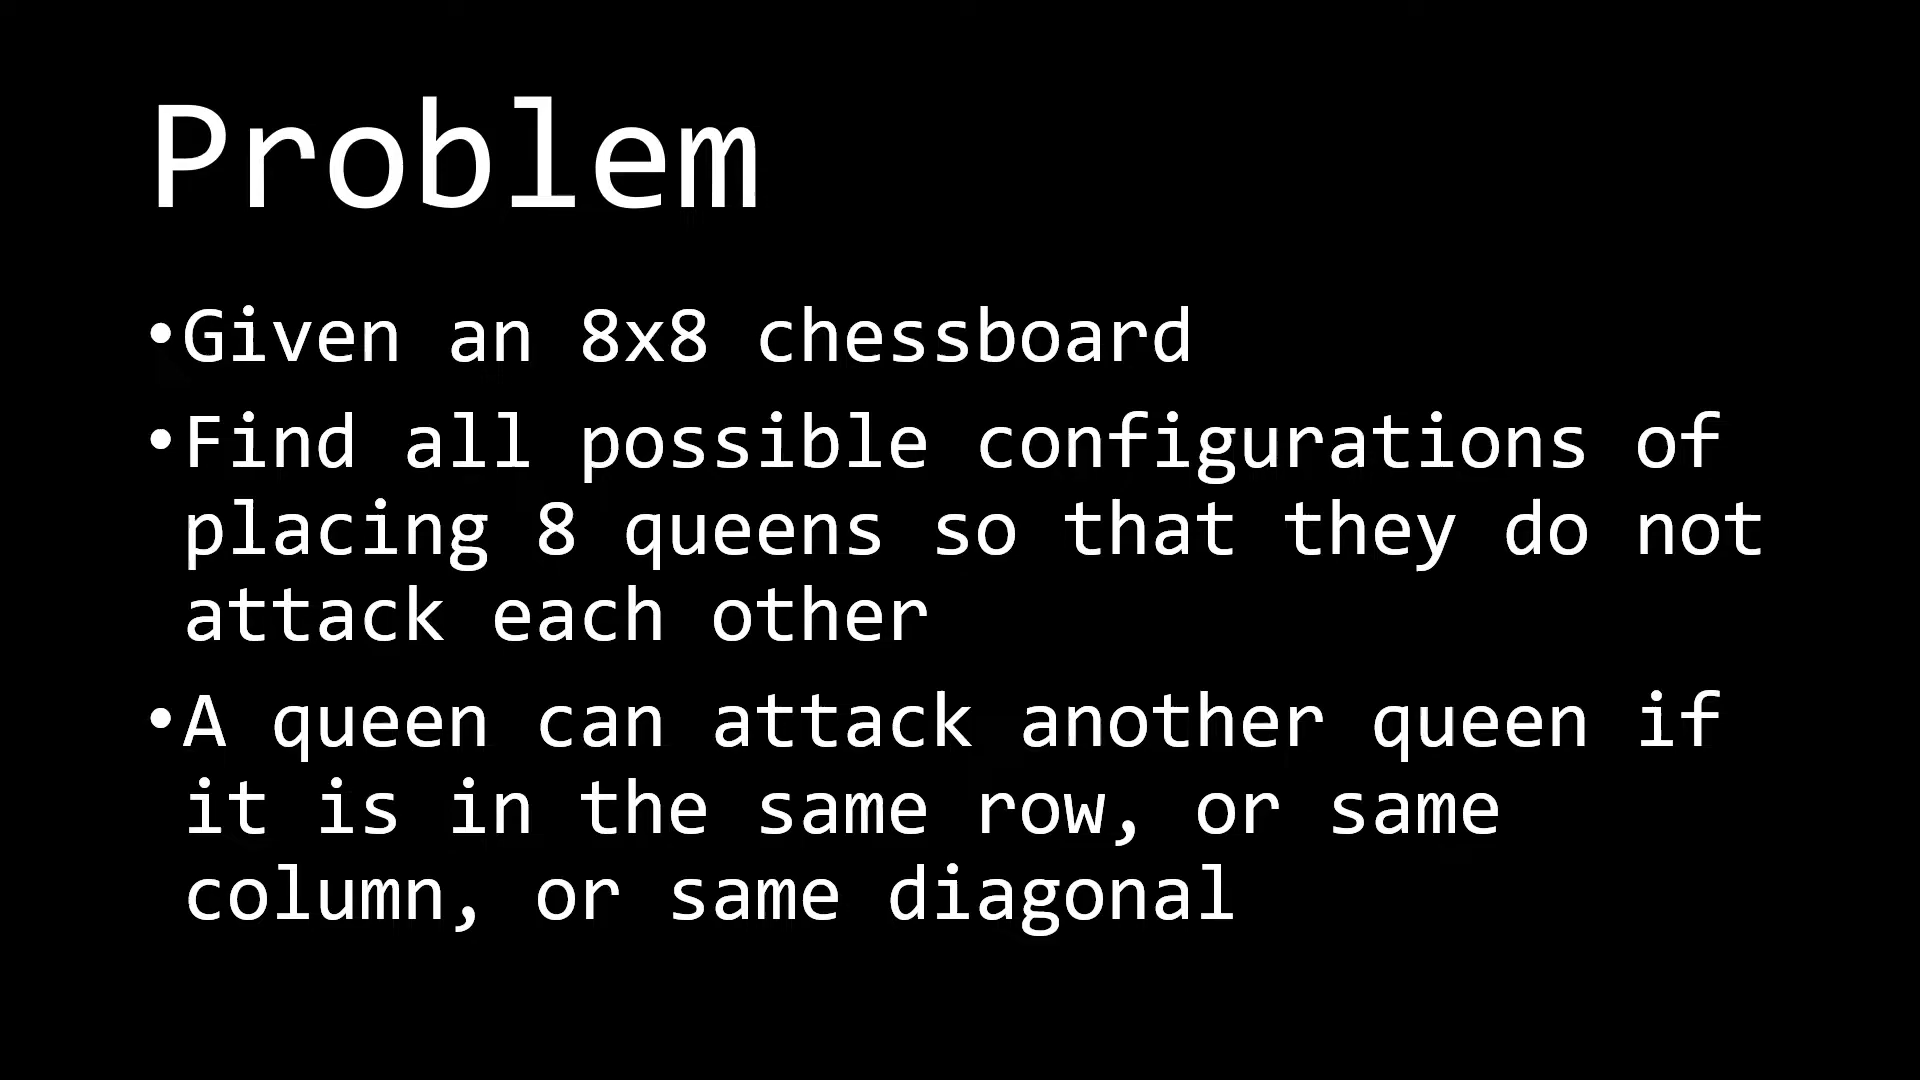 Problem
•Given an 8x8 chessboard
•Find all possible configurations of
placing 8 queens so that they do not
attack each other
•A queen can attack another queen if
it is in the same row, or same
column, or same diagonal